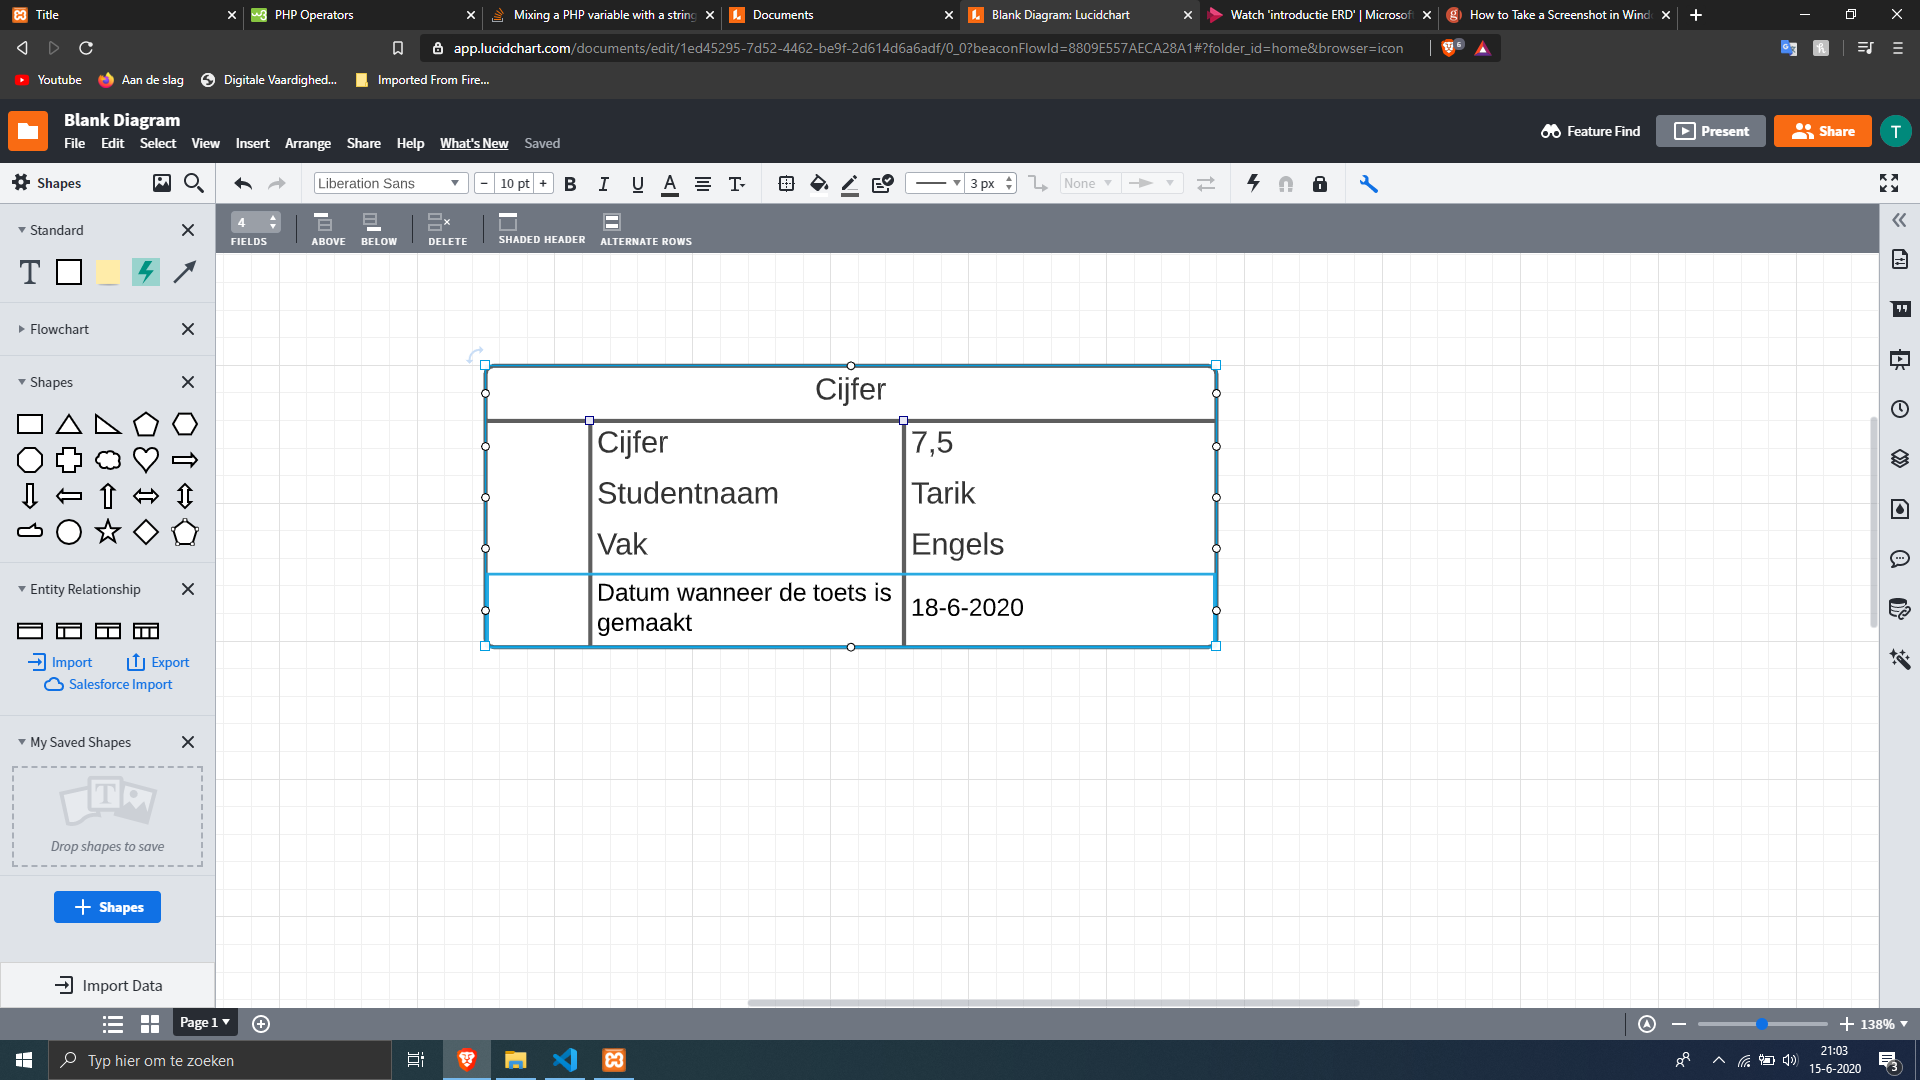 Title
PHP Operators
Mixing a PHP variable with a string
Documents
Blank Diagram: Lucidchart
Watch 'introductie ERD' | Microsof
How to Take a Screenshot in Wind
app.lucidchart.com/documents/edit/1ed45295-7d52-4462-be9f-2d614d6a6adf/0_0?beaconFlowId=8809E557AECA28A1#?folder_id=home&browser=icon
6
Youtube
Aan de slag
Digitale Vaardighed...
Imported From Fire...
Blank Diagram
File Edit Select View Insert Arrange Share Help What's New Saved
Feature Find
Present
Share
T
Shapes
Liberation Sans
- 10 pt +
B I U A T
3 px
None
4
FIELDS
ABOVE
BELOW
DELETE
SHADED HEADER
ALTERNATE ROWS
Standard
T
Flowchart
Shapes
Entity Relationship
Import
Export
Salesforce Import
My Saved Shapes
T
Drop shapes to save
+ Shapes
Import Data
Cijfer
Cijfer 7,5
Studentnaam Tarik
Vak Engels
Datum wanneer de toets is
gemaakt
18-6-2020
Page 1
138%
Typ hier om te zoeken
21:03
15-6-2020
3